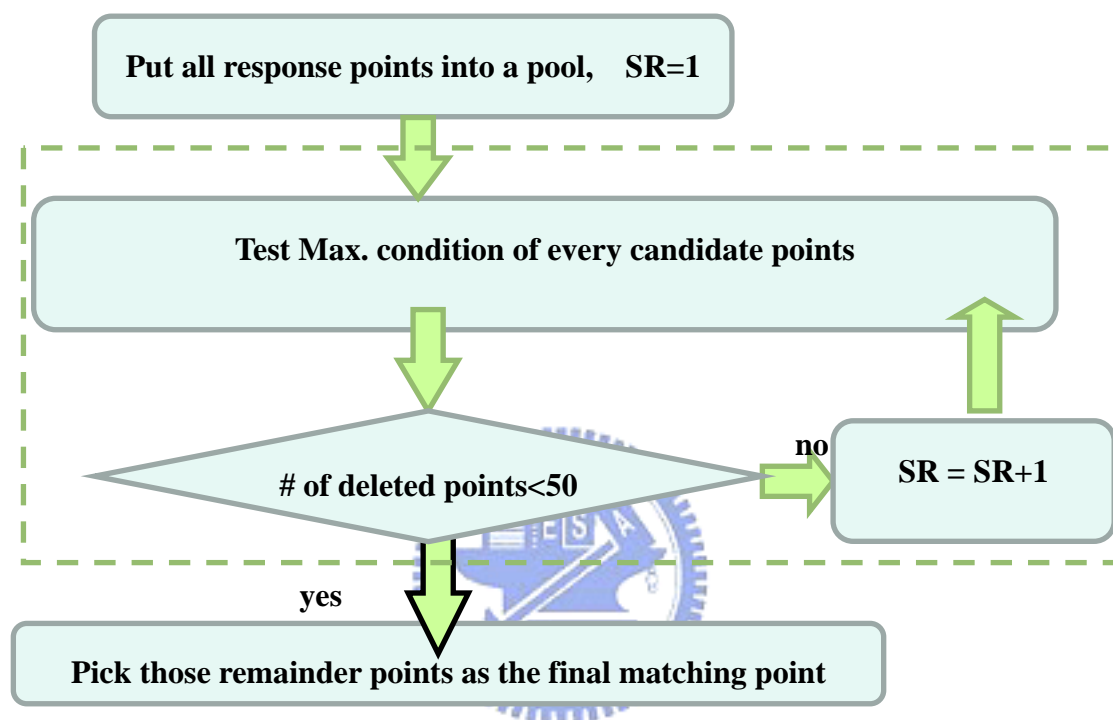 Put all response points into a pool, SR=1
Test Max. condition of every candidate points
no
# of deleted points<50
SR = SR+1
E S A
yes
Pick those remainder points as the final matching point